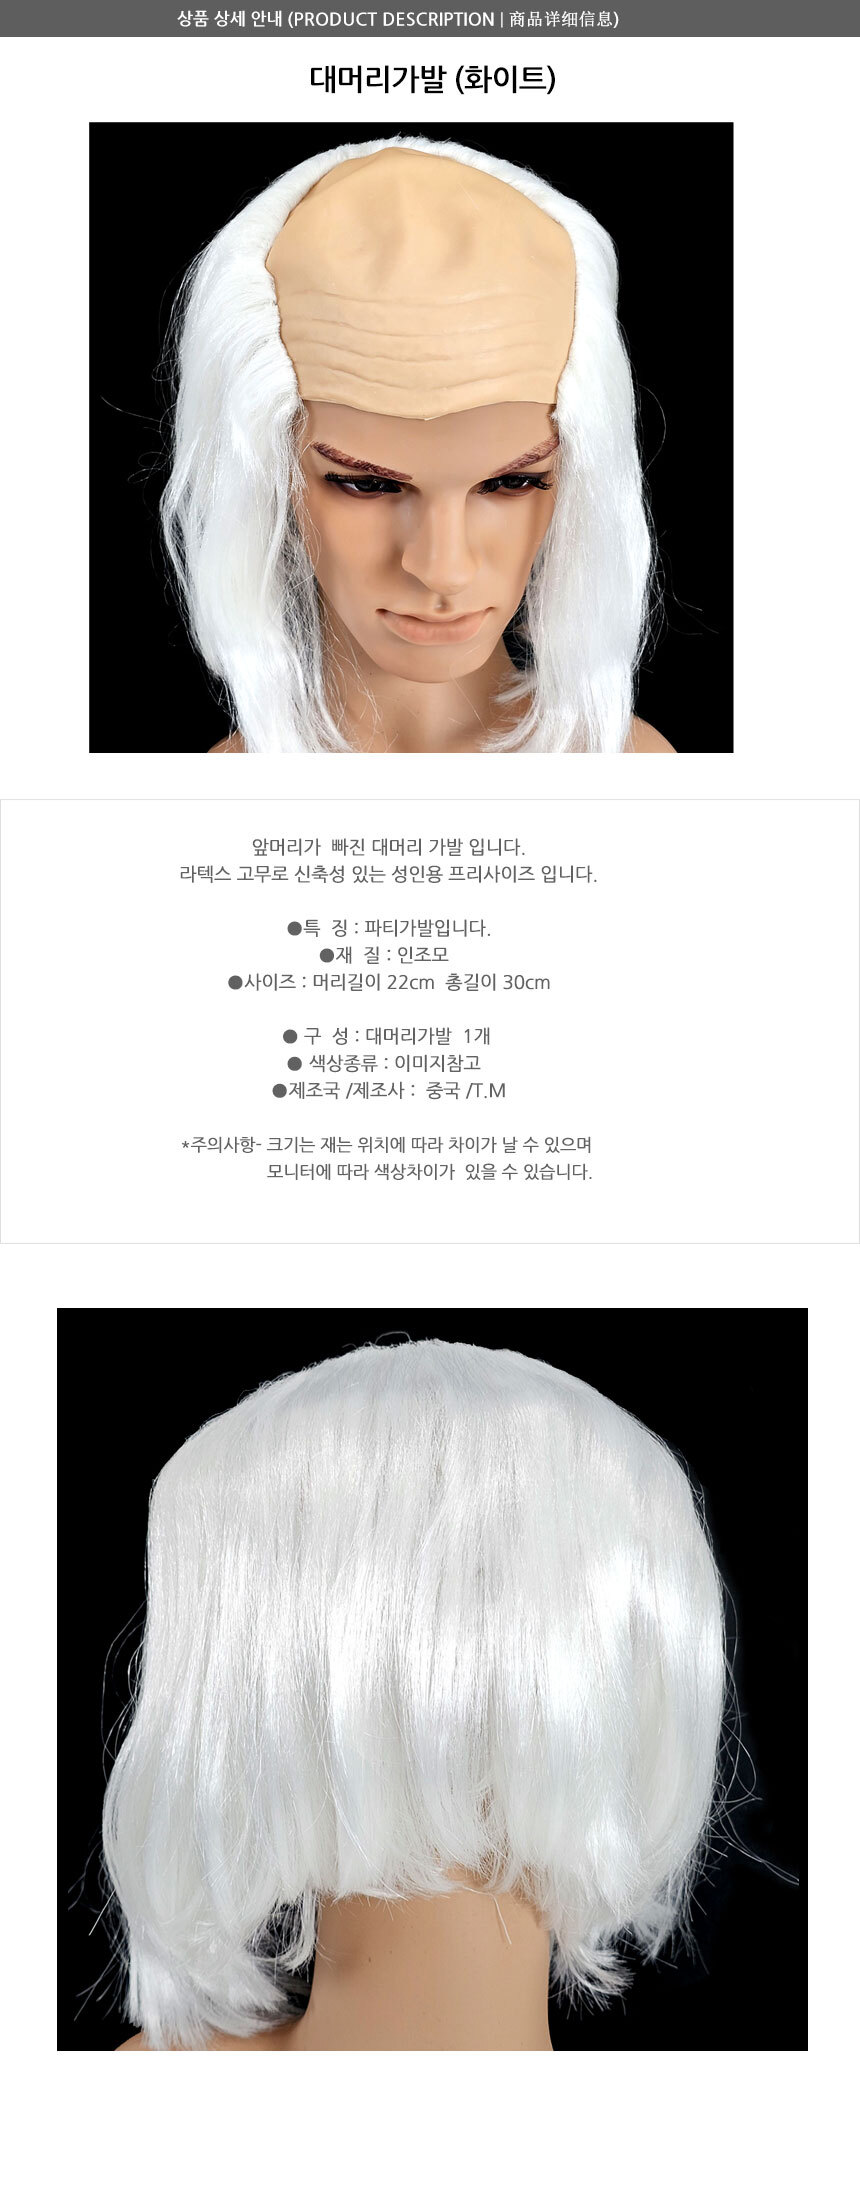 상품 상세 안내 (PRODUCT DESCRIPTION | 商品详细信息)
대머리가발 (화이트)
앞머리가 빠진 대머리 가발 입니다.
라텍스 고무로 신축성 있는 성인용 프리사이즈 입니다.
●특 징 : 파티가발입니다.
●재 질 : 인조모
●사이즈 : 머리길이 22cm 총길이 30cm
● 구 성 : 대머리가발 1개
● 색상종류 : 이미지참고
●제조국 /제조사 : 중국 /T.M
*주의사항- 크기는 재는 위치에 따라 차이가 날 수 있으며
모니터에 따라 색상차이가 있을 수 있습니다.